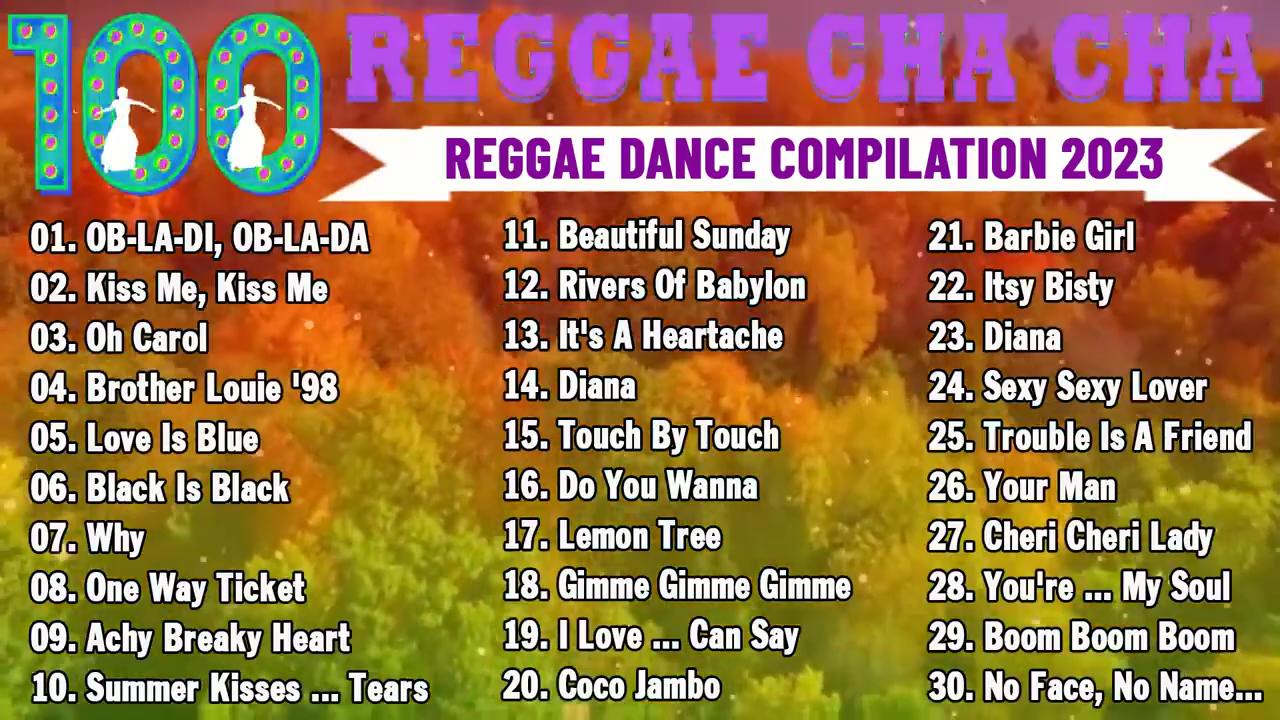 100 REGGAE CHA CHA
REGGAE DANCE COMPILATION 2023
01. OB-LA-DI, OB-LA-DA
02. Kiss Me, Kiss Me
03. Oh Carol
04. Brother Louie '98
05. Love Is Blue
06. Black Is Black
07. Why
08. One Way Ticket
09. Achy Breaky Heart
10. Summer Kisses ... Tears
11. Beautiful Sunday
12. Rivers Of Babylon
13. It's A Heartache
14. Diana
15. Touch By Touch
16. Do You Wanna
17. Lemon Tree
18. Gimme Gimme Gimme
19. I Love ... Can Say
20. Coco Jambo
21. Barbie Girl
22. Itsy Bisty
23. Diana
24. Sexy Sexy Lover
25. Trouble Is A Friend
26. Your Man
27. Cheri Cheri Lady
28. You're ... My Soul
29. Boom Boom Boom
30. No Face, No Name...